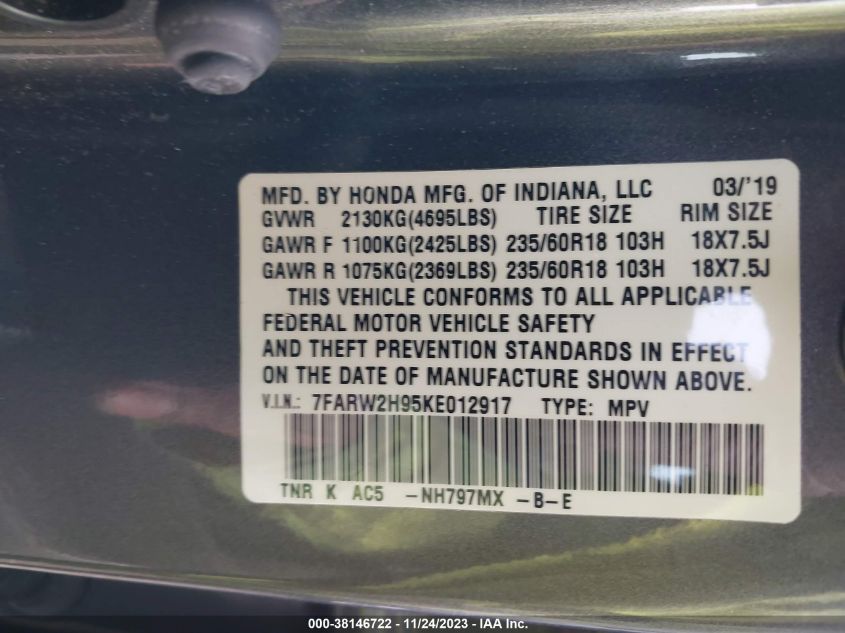 MFD. BY HONDA MFG. OF INDIANA, LLC 03/'19
GVWR 2130KG(4695LBS) TIRE SIZE RIM SIZE
GAWR F 1100KG(2425LBS) 235/60R18 103H 18X7.5J
GAWR R 1075KG(2369LBS) 235/60R18 103H 18X7.5J
THIS VEHICLE CONFORMS TO ALL APPLICABLE
FEDERAL MOTOR VEHICLE SAFETY
AND THEFT PREVENTION STANDARDS IN EFFECT
ON THE DATE OF MANUFACTURE SHOWN ABOVE.
V.I.N.: 7FARW2H95KE012917 TYPE: MPV
TNR K AC5 -NH797MX -B-E
000-38146722 - 11/24/2023 - IAA Inc.